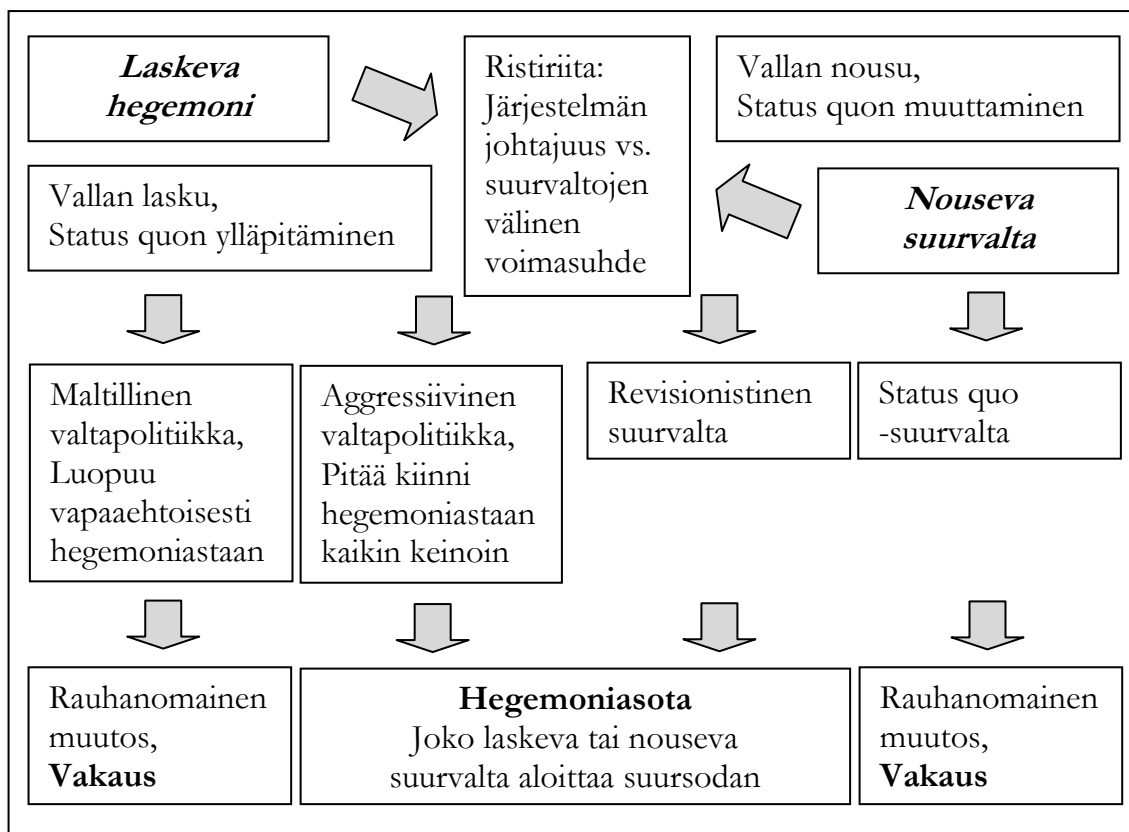 Laskeva
hegemoni
Vallan lasku,
Status quon ylläpitäminen
Ristiriita:
Järjestelmän
johtajuus vs.
suurvaltojen
välinen
voimasuhde
Vallan nousu,
Status quon muuttaminen
Nouseva
suurvalta
Maltillinen
valtapolitiikka,
Luopuu
vapaaehtoisesti
hegemoniastaan
Aggressiivinen
valtapolitiikka,
Pitää kiinni
hegemoniastaan
kaikin keinoin
Revisionistinen
suurvalta
Status quo
-suurvalta
Rauhanomainen
muutos,
Vakaus
Hegemoniasota
Joko laskeva tai nouseva
suurvalta aloittaa suursodan
Rauhanomainen
muutos,
Vakaus